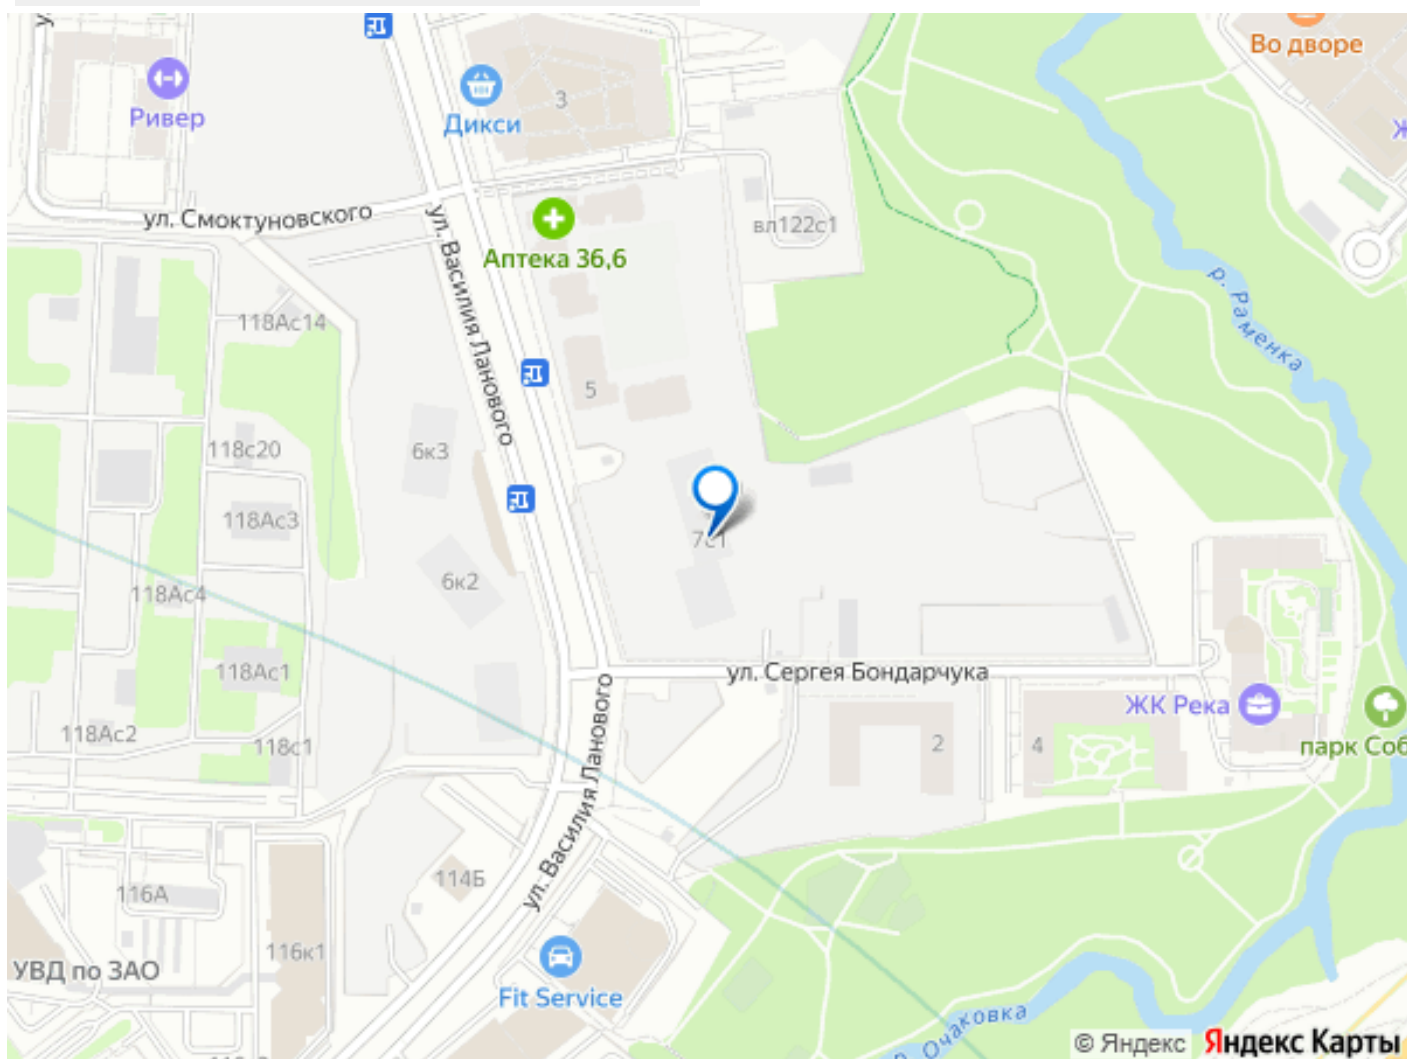 Во дворе
Ривер
3
Дикси
ул. Смоктуновского
вл122с1
Аптека 36,6
р. Раменка
118Ас14
ул. Василия Ланового
5
6к3
118с20
118Ас3
7с1
6к2
118Ас4
118Ас1
ул. Сергея Бондарчука
ЖК Река
118Ас2
118с1
2
4
парк Соб
ул. Василия Ланового
114Б
116А
116к1
УВД по ЗАО
Fit Service
р. Очаковка
© Яндекс Яндекс Карты